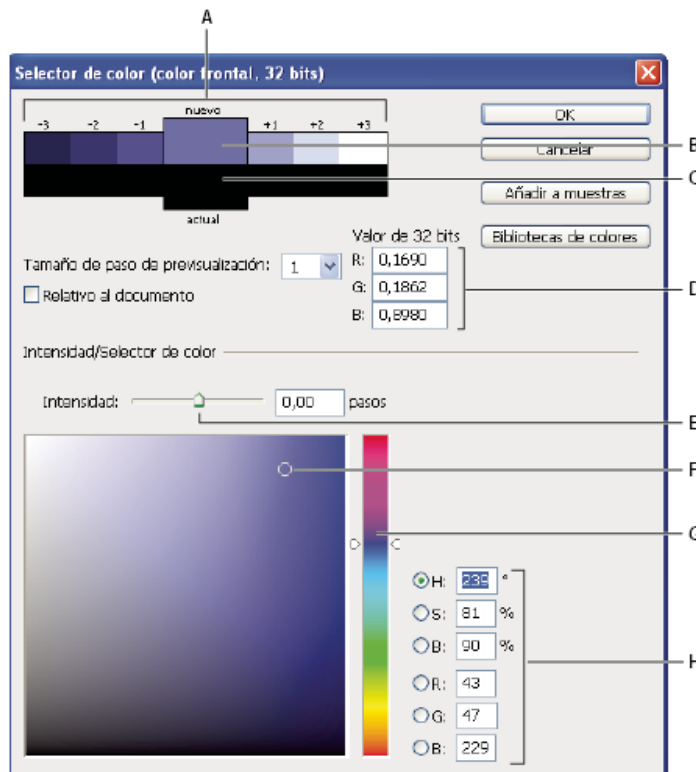 A
Selector de color (color frontal, 32 bits)
nuevo
-3 -2 -1 +1 +2 +3
actual
OK
B
Cancelar
C
Añadir a muestras
Bibliotecas de colores
Valor de 32 bits
Tamaño de paso de previsualización: 1
R: 0,1690
Relativo al documento
G: 0,1862
D
B: 0,8980
Intensidad/Selector de color
Intensidad: 0,00 pasos
E
F
G
H: 239 °
S: 81 %
B: 90 %
H
R: 43
G: 47
B: 229